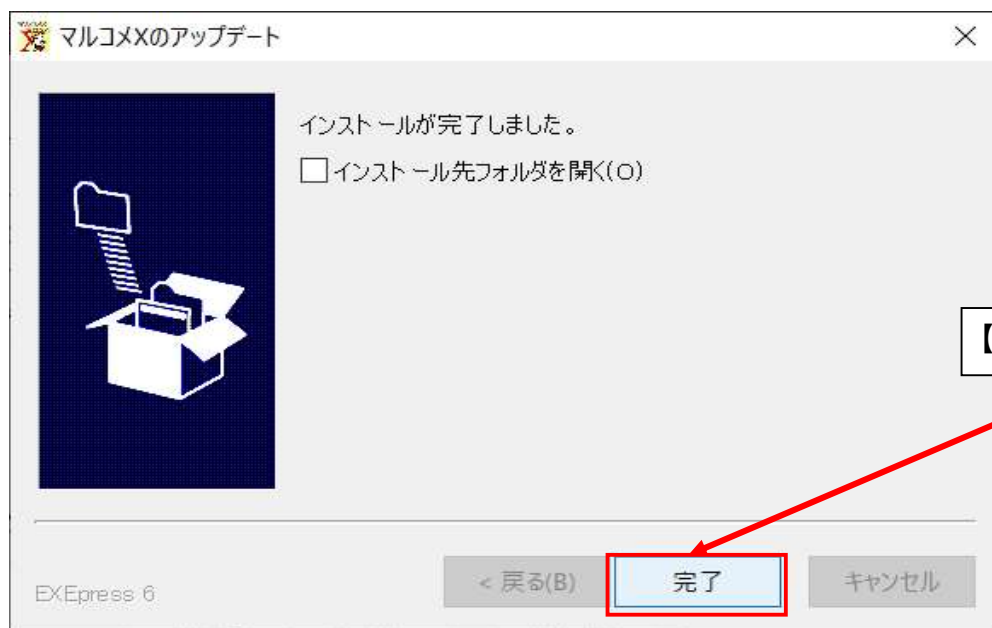 マルコメXのアップデート
インストールが完了しました。
インストール先フォルダを開く(O)
【
EXEpress 6
< 戻る(B)
完了
キャンセル